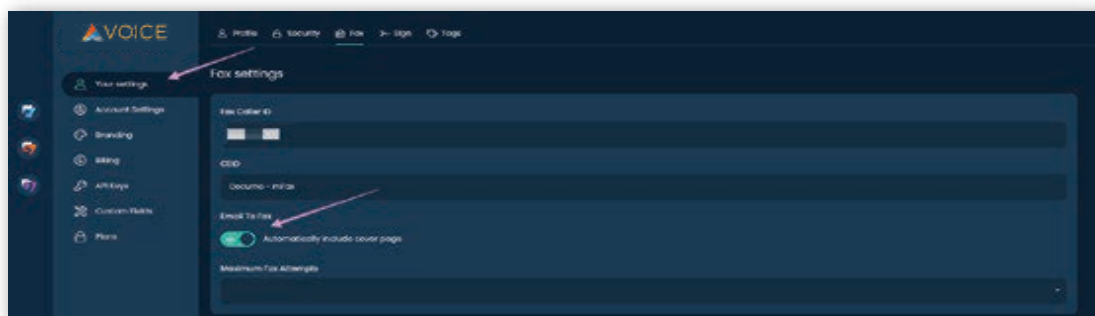 AVOICE
Profile Security Fax Sign Tags
Your settings
Fax settings
Account Settings
Fax Caller ID
Branding
Billing
CSID
API Keys
Documo - mFax
Custom Fields
Email To Fax
Plans
Automatically include cover page
Maximum Fax Attempts